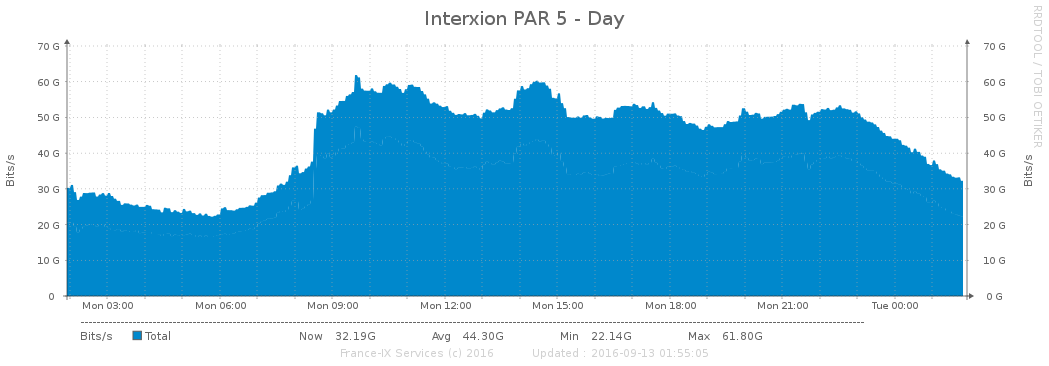 Interxion PAR 5 - Day
RRDTOOL / TOBI OETIKER
70 G 70 G
60 G 60 G
50 G 50 G
40 G 40 G
30 G 30 G
20 G 20 G
10 G 10 G
0 0 G
Bits/s Bits/s
Mon 03:00 Mon 06:00 Mon 09:00 Mon 12:00 Mon 15:00 Mon 18:00 Mon 21:00 Tue 00:00
Bits/s Total Now 32.19G Avg 44.30G Min 22.14G Max 61.80G
France-IX Services (c) 2016 Updated : 2016-09-13 01:55:05